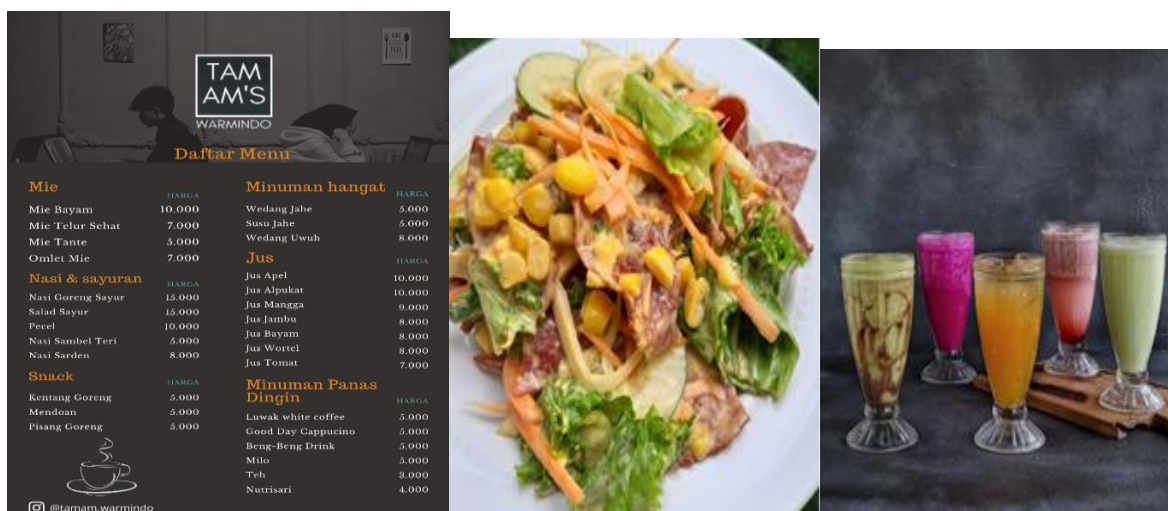 TAM
AM'S
WARMINDO
Daftar Menu
Mie
HARGA
Mie Bayam 10.000
Mie Telur Sehat 7.000
Mie Tante 5.000
Omlet Mie 7.000
Nasi & sayuran
HARGA
Nasi Goreng Sayur 15.000
Salad Sayur 15.000
Pecel 10.000
Nasi Sambel Teri 5.000
Nasi Sarden 8.000
Snack
HARGA
Kentang Goreng 5.000
Mendoan 5.000
Pisang Goreng 5.000
@tamam.warmindo
Minuman hangat
HARGA
Wedang Jahe 5.000
Susu Jahe 5.000
Wedang Uwuh 8.000
Jus
HARGA
Jus Apel 10.000
Jus Alpukat 10.000
Jus Mangga 9.000
Jus Jambu 8.000
Jus Bayam 8.000
Jus Wortel 8.000
Jus Tomat 7.000
Minuman Panas
Dingin
HARGA
Luwak white coffee 5.000
Good Day Cappucino 5.000
Beng-Beng Drink 5.000
Milo 5.000
Teh 3.000
Nutrisari 4.000